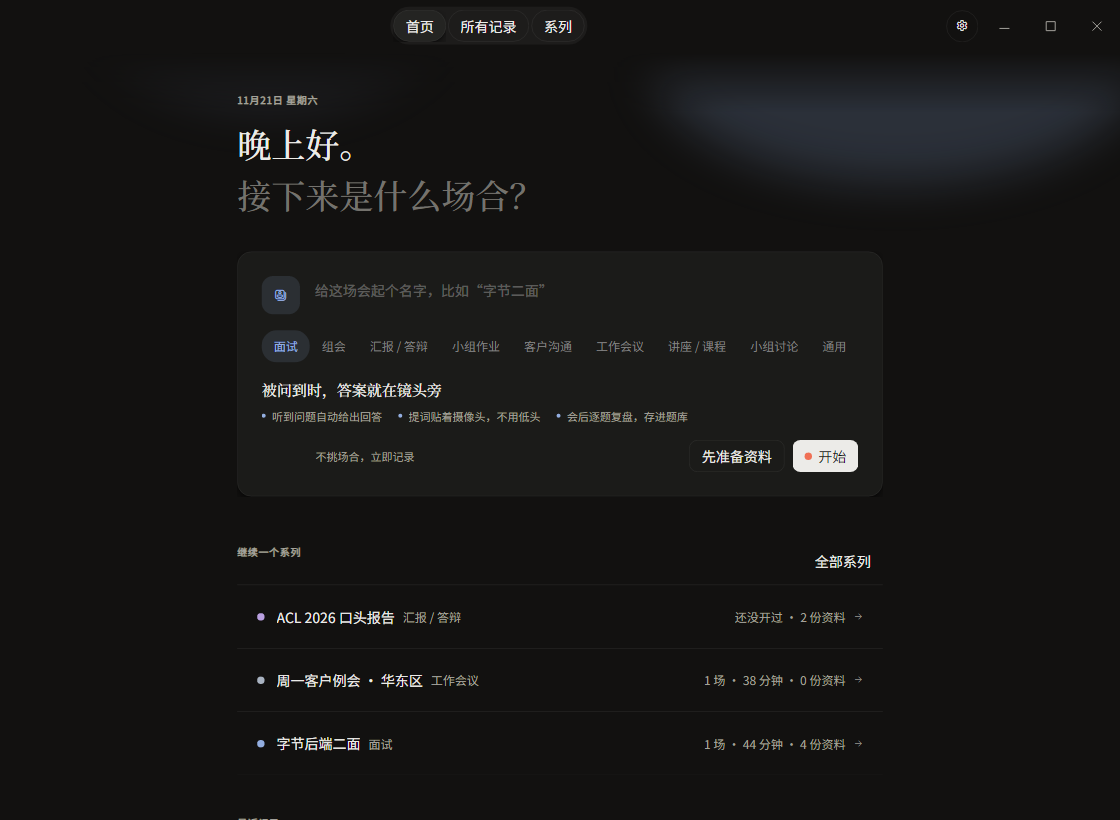 首页 所有记录 系列
11月21日 星期六
晚上好。
接下来是什么场合？
给这场会起个名字，比如“字节二面”
面试 组会 汇报 / 答辩 小组作业 客户沟通 工作会议 讲座 / 课程 小组讨论 通用
被问到时，答案就在镜头旁
• 听到问题自动给出回答 • 提词贴着摄像头，不用低头 • 会后逐题复盘，存进题库
不挑场合，立即记录 先准备资料 开始
继续一个系列 全部系列
ACL 2026 口头报告 汇报 / 答辩 还没开过 • 2 份资料 →
周一客户例会 • 华东区 工作会议 1 场 • 38 分钟 • 0 份资料 →
字节后端二面 面试 1 场 • 44 分钟 • 4 份资料 →